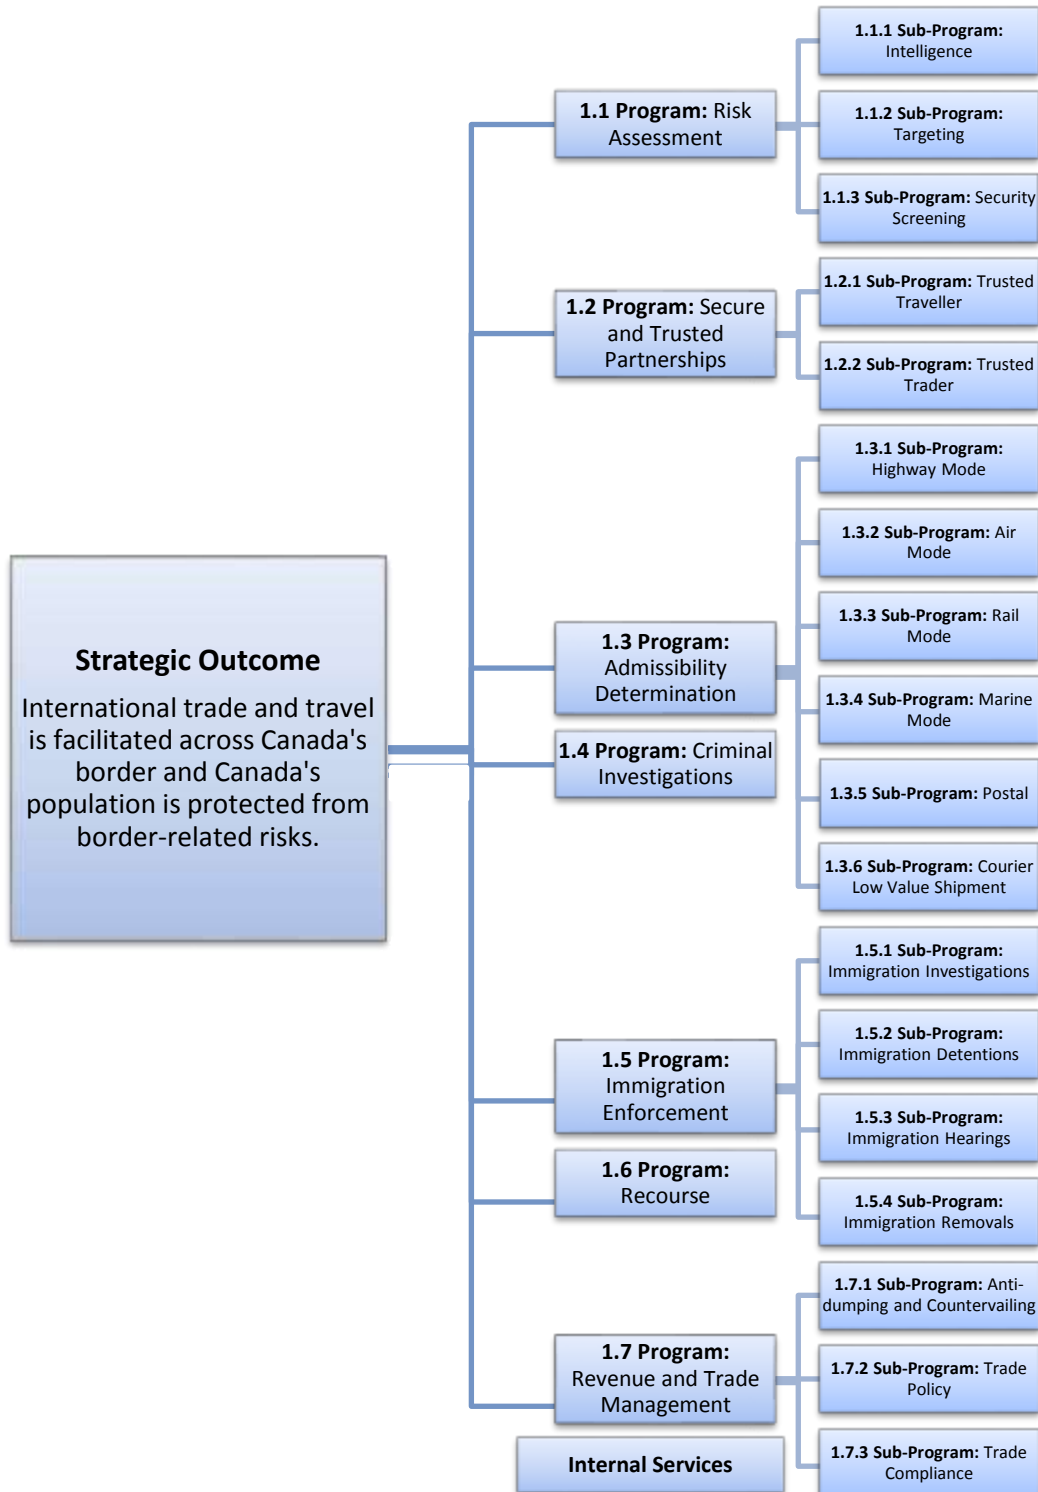 Strategic Outcome
International trade and travel
is facilitated across Canada's
border and Canada's
population is protected from
border-related risks.
1.1 Program: Risk
Assessment
1.1.1 Sub-Program:
Intelligence
1.1.2 Sub-Program:
Targeting
1.1.3 Sub-Program: Security
Screening
1.2 Program: Secure
and Trusted
Partnerships
1.2.1 Sub-Program: Trusted
Traveller
1.2.2 Sub-Program: Trusted
Trader
1.3 Program:
Admissibility
Determination
1.3.1 Sub-Program:
Highway Mode
1.3.2 Sub-Program: Air
Mode
1.3.3 Sub-Program: Rail
Mode
1.3.4 Sub-Program: Marine
Mode
1.3.5 Sub-Program: Postal
1.3.6 Sub-Program: Courier
Low Value Shipment
1.4 Program: Criminal
Investigations
1.5 Program:
Immigration
Enforcement
1.5.1 Sub-Program:
Immigration Investigations
1.5.2 Sub-Program:
Immigration Detentions
1.5.3 Sub-Program:
Immigration Hearings
1.5.4 Sub-Program:
Immigration Removals
1.6 Program:
Recourse
1.7 Program:
Revenue and Trade
Management
1.7.1 Sub-Program: Anti-
dumping and Countervailing
1.7.2 Sub-Program: Trade
Policy
1.7.3 Sub-Program: Trade
Compliance
Internal Services